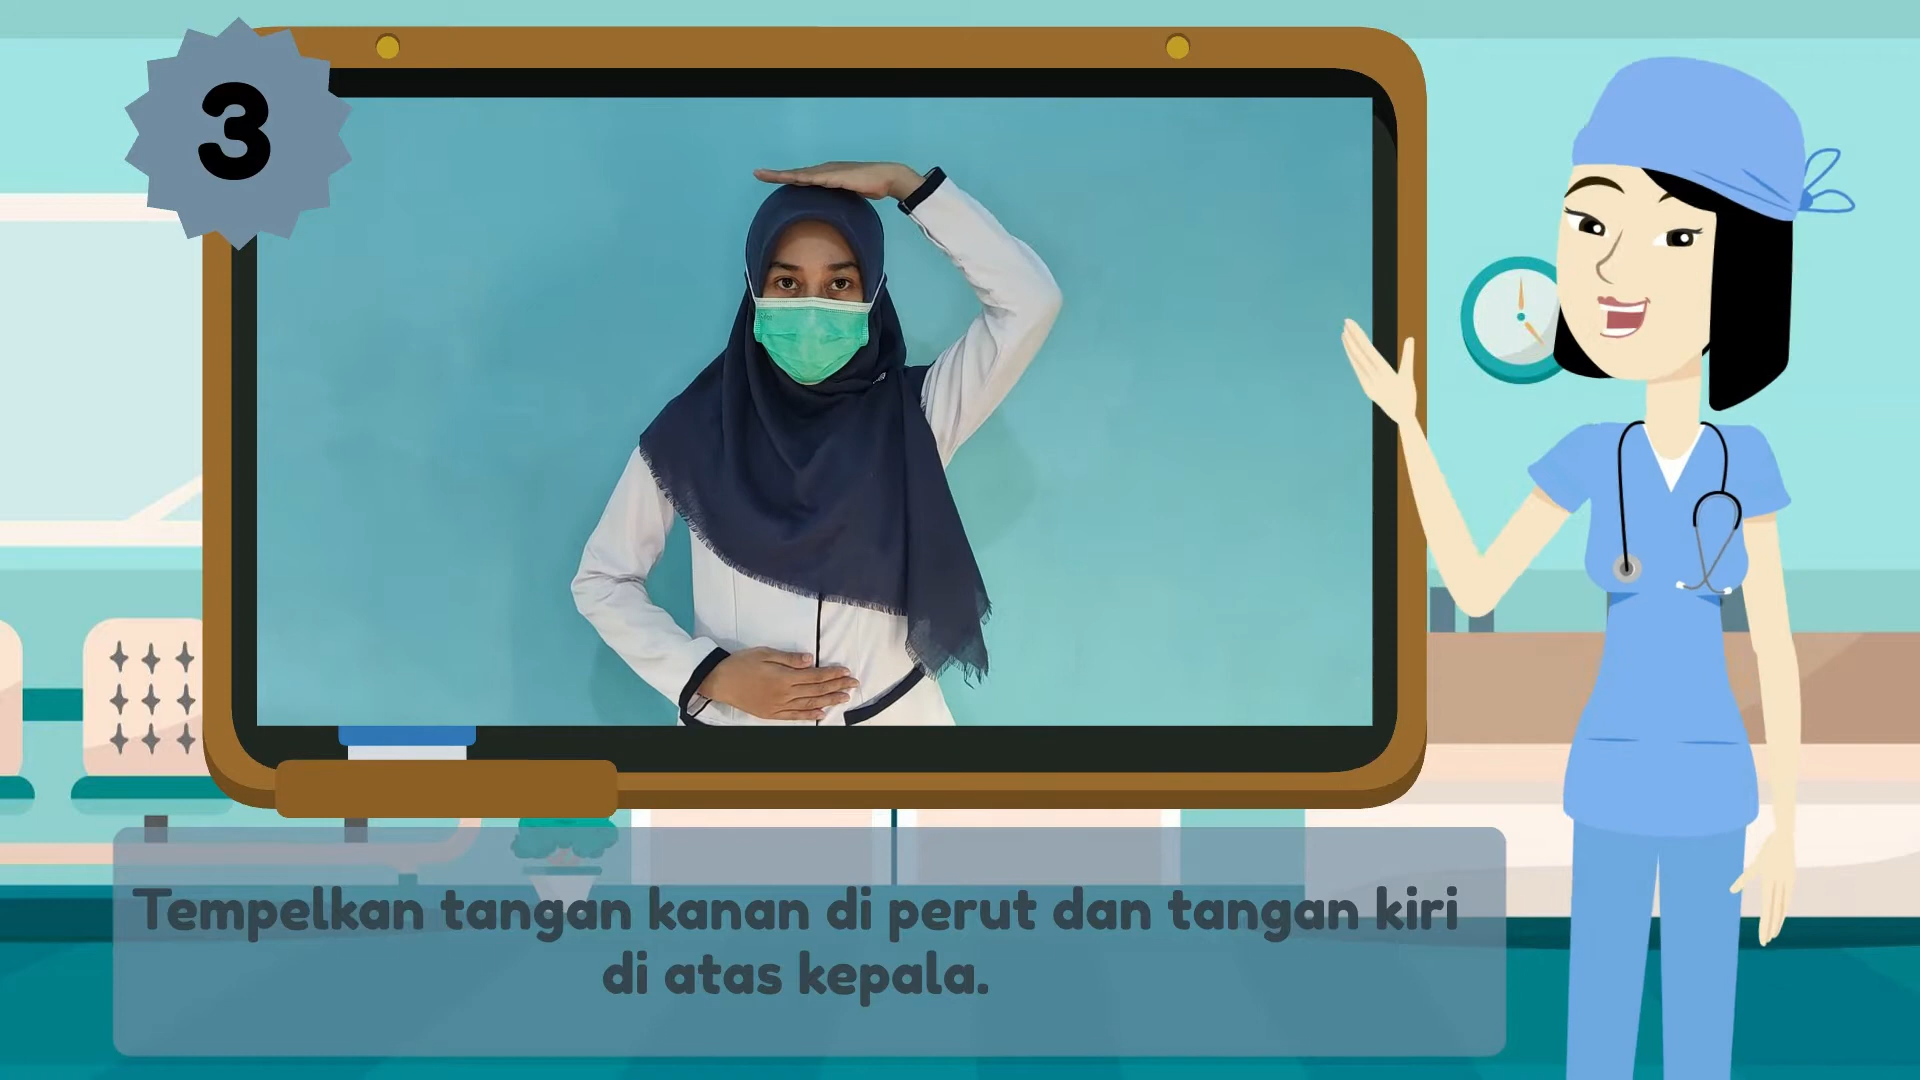 3
Tempelkan tangan kanan di perut dan tangan kiri
di atas kepala.